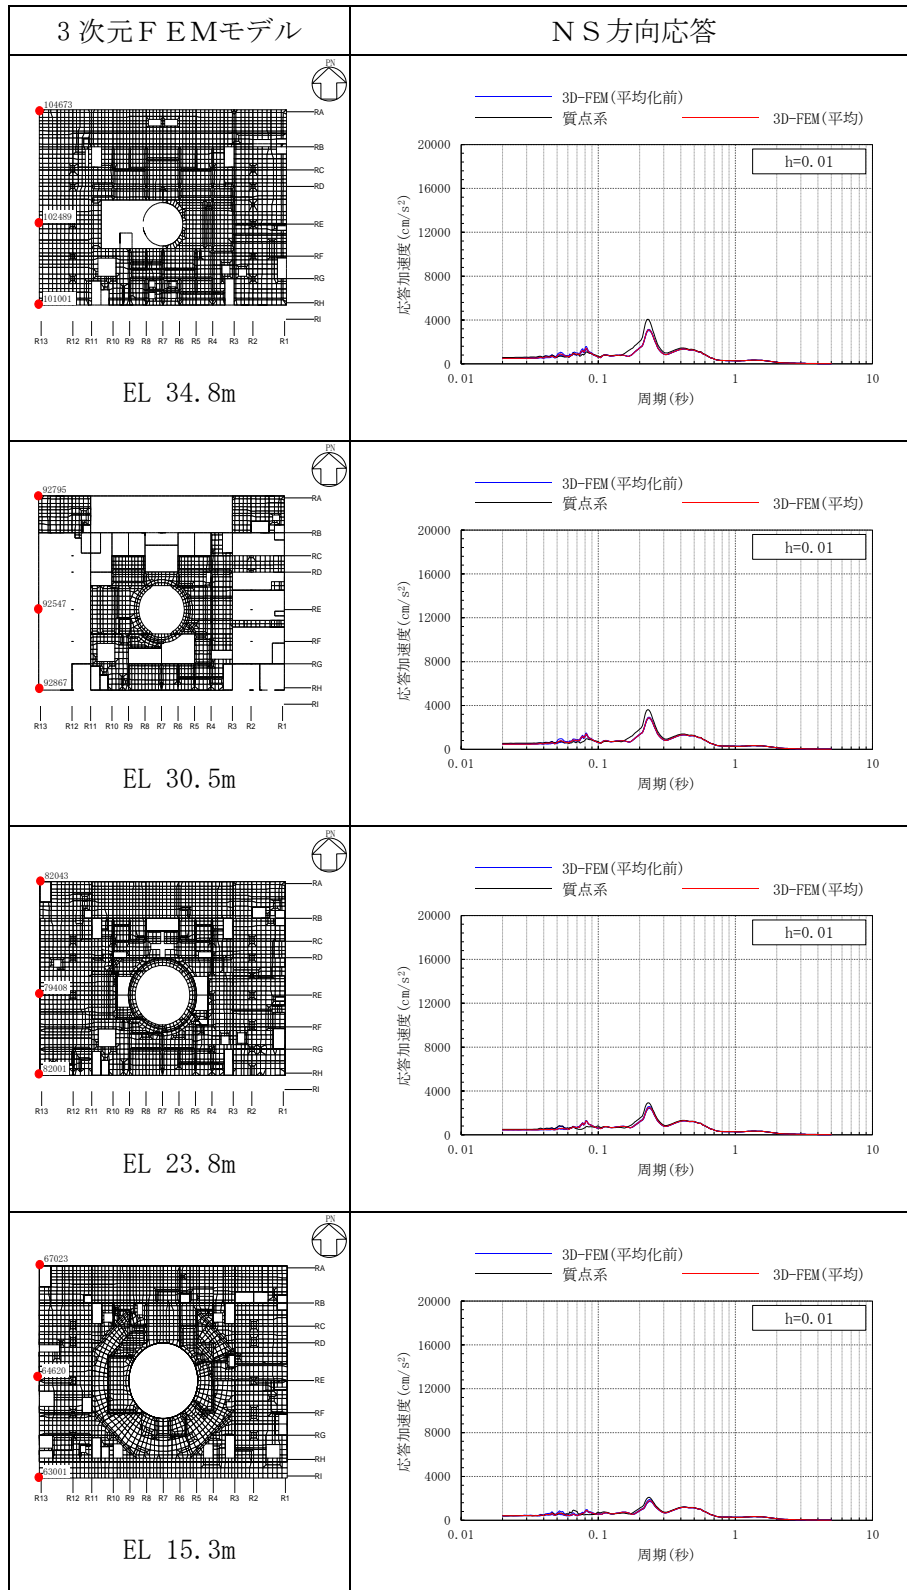 3次元FEMモデル
NS方向応答
PN
104673
102489
101001
RA
RB
RC
RD
RE
RF
RG
RH
RI
R13 R12 R11 R10 R9 R8 R7 R6 R5 R4 R3 R2 R1
EL 34.8m
3D-FEM(平均化前)
質点系 3D-FEM(平均)
h=0.01
応答加速度(cm/s²)
20000
16000
12000
8000
4000
0
0.01 0.1 1 10
周期(秒)
PN
92795
92547
92867
RA
RB
RC
RD
RE
RF
RG
RH
RI
R13 R12 R11 R10 R9 R8 R7 R6 R5 R4 R3 R2 R1
EL 30.5m
3D-FEM(平均化前)
質点系 3D-FEM(平均)
h=0.01
応答加速度(cm/s²)
20000
16000
12000
8000
4000
0
0.01 0.1 1 10
周期(秒)
PN
82043
79408
82001
RA
RB
RC
RD
RE
RF
RG
RH
RI
R13 R12 R11 R10 R9 R8 R7 R6 R5 R4 R3 R2 R1
EL 23.8m
3D-FEM(平均化前)
質点系 3D-FEM(平均)
h=0.01
応答加速度(cm/s²)
20000
16000
12000
8000
4000
0
0.01 0.1 1 10
周期(秒)
PN
67023
64620
63001
RA
RB
RC
RD
RE
RF
RG
RH
RI
R13 R12 R11 R10 R9 R8 R7 R6 R5 R4 R3 R2 R1
EL 15.3m
3D-FEM(平均化前)
質点系 3D-FEM(平均)
h=0.01
応答加速度(cm/s²)
20000
16000
12000
8000
4000
0
0.01 0.1 1 10
周期(秒)